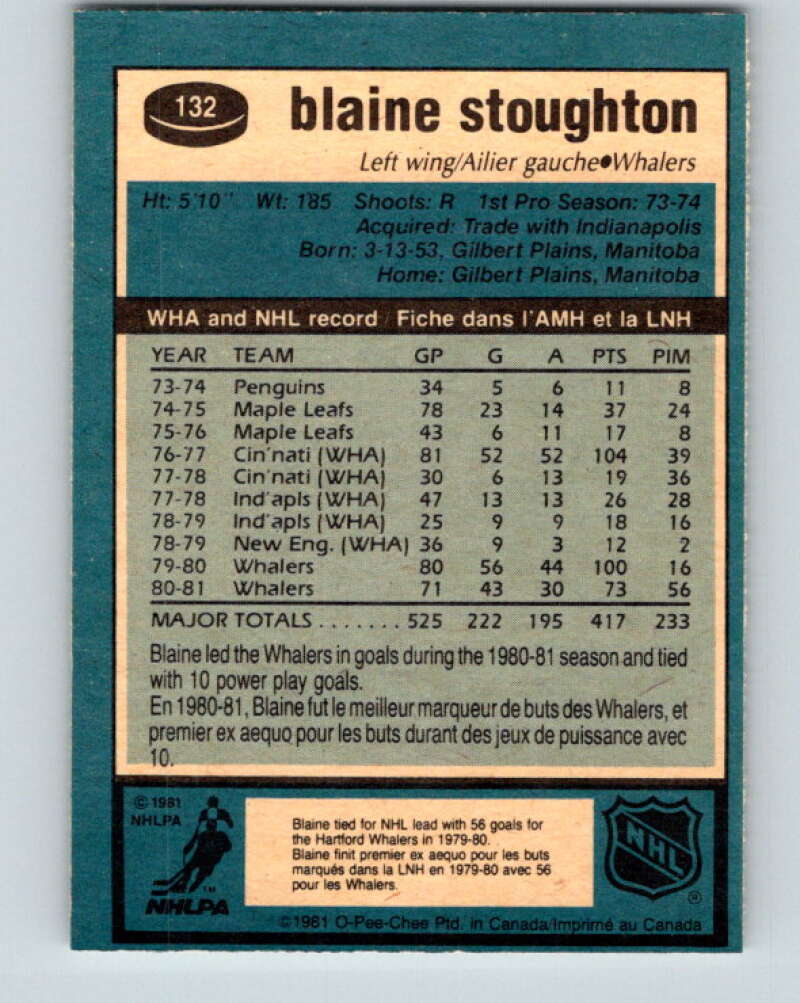 132
blaine stoughton
Left wing/Ailier gauche●Whalers
Ht: 5'10" Wt: 185 Shoots: R 1st Pro Season: 73-74
Acquired: Trade with Indianapolis
Born: 3-13-53, Gilbert Plains, Manitoba
Home: Gilbert Plains, Manitoba
WHA and NHL record / Fiche dans l'AMH et la LNH
YEAR TEAM GP G A PTS PIM
73-74 Penguins 34 5 6 11 8
74-75 Maple Leafs 78 23 14 37 24
75-76 Maple Leafs 43 6 11 17 8
76-77 Cin'nati (WHA) 81 52 52 104 39
77-78 Cin'nati (WHA) 30 6 13 19 36
77-78 Ind'apls (WHA) 47 13 13 26 28
78-79 Ind'apls (WHA) 25 9 9 18 16
78-79 New Eng. (WHA) 36 9 3 12 2
79-80 Whalers 80 56 44 100 16
80-81 Whalers 71 43 30 73 56
MAJOR TOTALS . . . . . . . 525 222 195 417 233
Blaine led the Whalers in goals during the 1980-81 season and tied
with 10 power play goals.
En 1980-81, Blaine fut le meilleur marqueur de buts des Whalers, et
premier ex aequo pour les buts durant des jeux de puissance avec
10.
© 1981
NHLPA
TM
NHLPA
Blaine tied for NHL lead with 56 goals for
the Hartford Whalers in 1979-80.
Blaine finit premier ex aequo pour les buts
marqués dans la LNH en 1979-80 avec 56
pour les Whalers.
NHL
®
©1981 O-Pee-Chee Ptd. in Canada/Imprimé au Canada